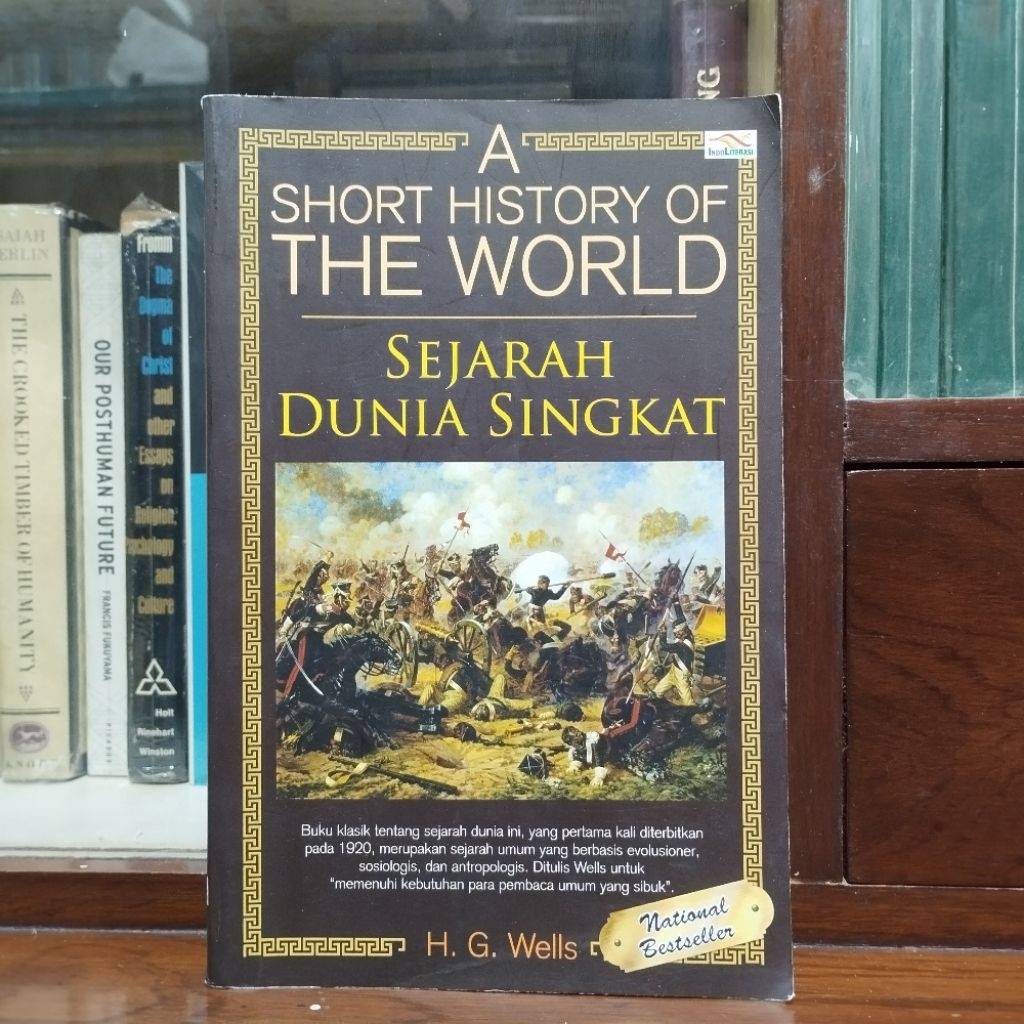 A
SHORT HISTORY OF
THE WORLD
INDOLITERASI
SEJARAH
DUNIA SINGKAT
Buku klasik tentang sejarah dunia ini, yang pertama kali diterbitkan
pada 1920, merupakan sejarah umum yang berbasis evolusioner,
sosiologis, dan antropologis. Ditulis Wells untuk
"memenuhi kebutuhan para pembaca umum yang sibuk".
National
Bestseller
H. G. Wells
THE CROOKED TIMBER OF HUMANITY
OUR POSTHUMAN FUTURE
FRANCIS FUKUYAMA
PICADOR
Fromm
The
Dogma
of
Christ
and
other
Essays
on
Religion,
and
Culture
Holt
Rinehart
Winston
NG